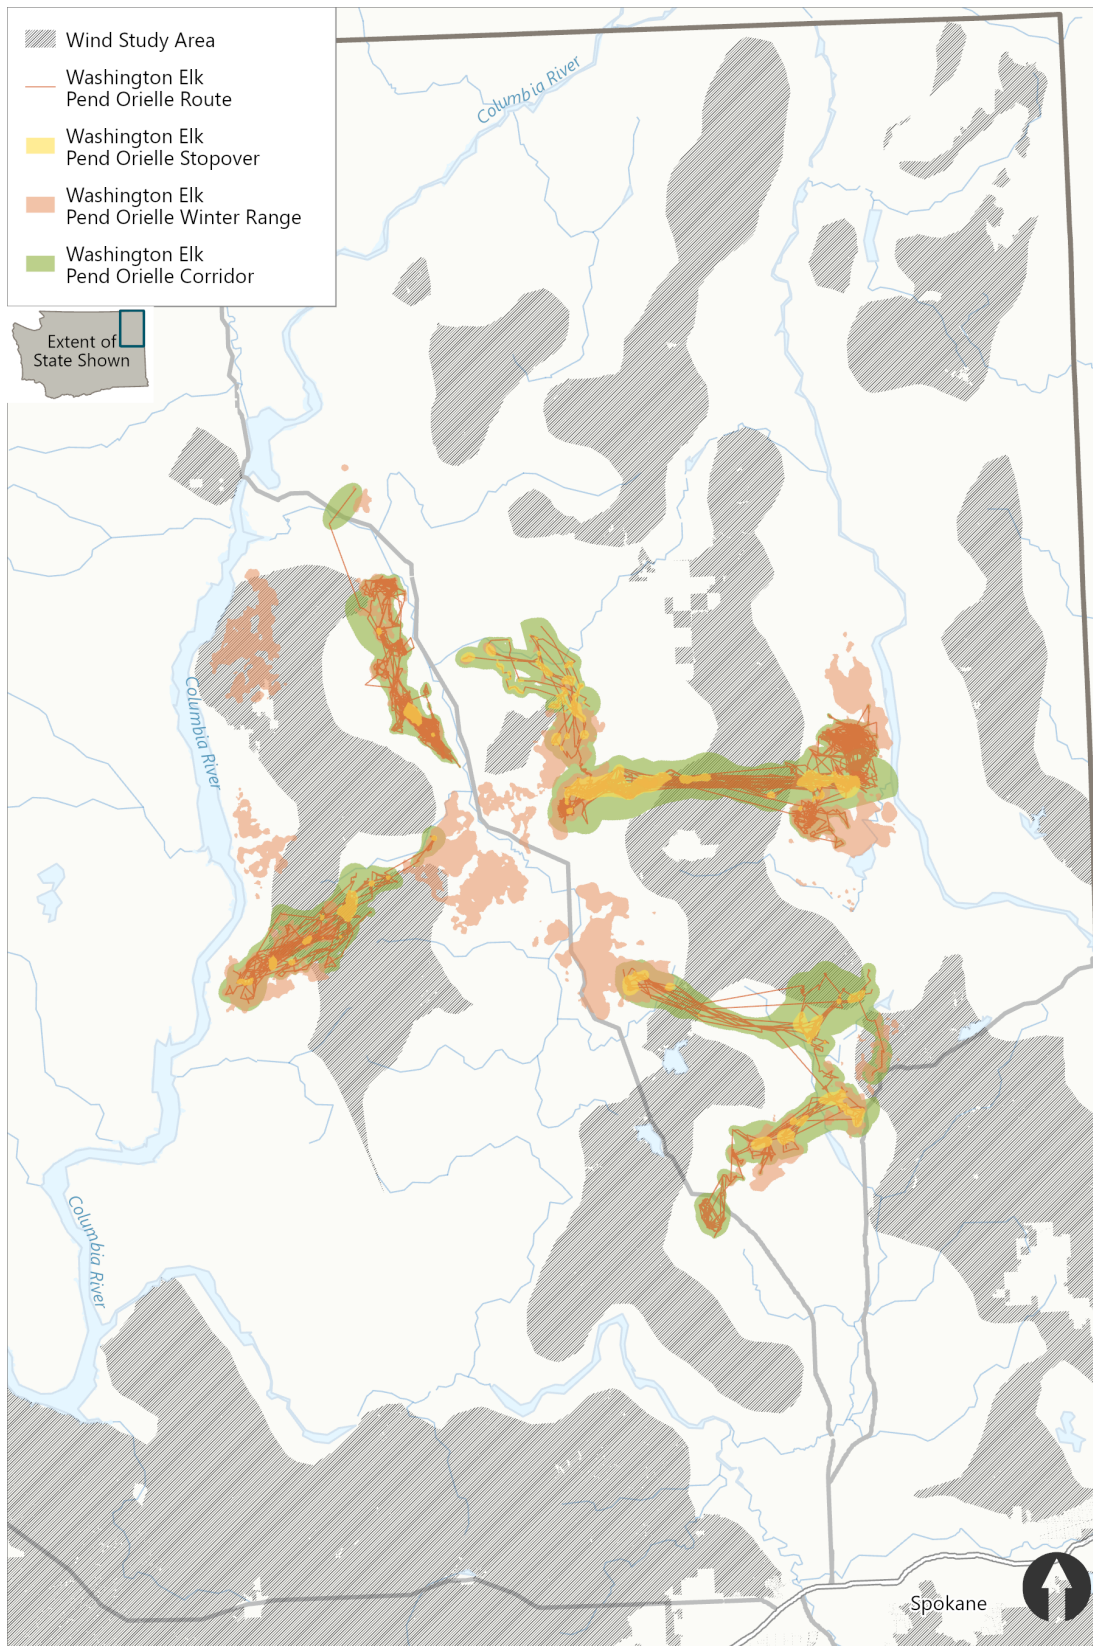 Wind Study Area
Washington Elk
Pend Orielle Route
Washington Elk
Pend Orielle Stopover
Washington Elk
Pend Orielle Winter Range
Washington Elk
Pend Orielle Corridor
Extent of
State Shown
Columbia River
Columbia River
Columbia River
Spokane